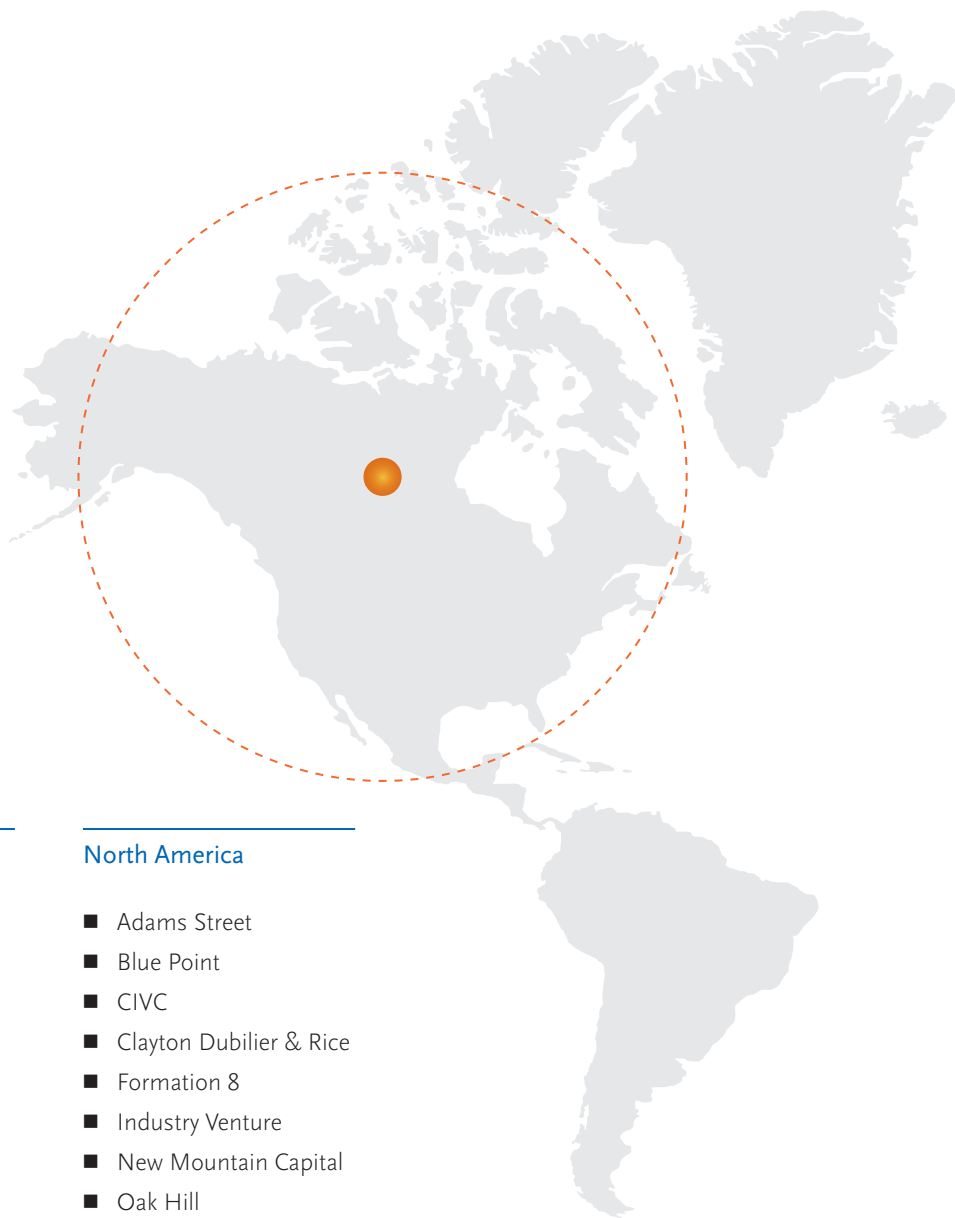 North America
■ Adams Street
■ Blue Point
■ CIVC
■ Clayton Dubilier & Rice
■ Formation 8
■ Industry Venture
■ New Mountain Capital
■ Oak Hill